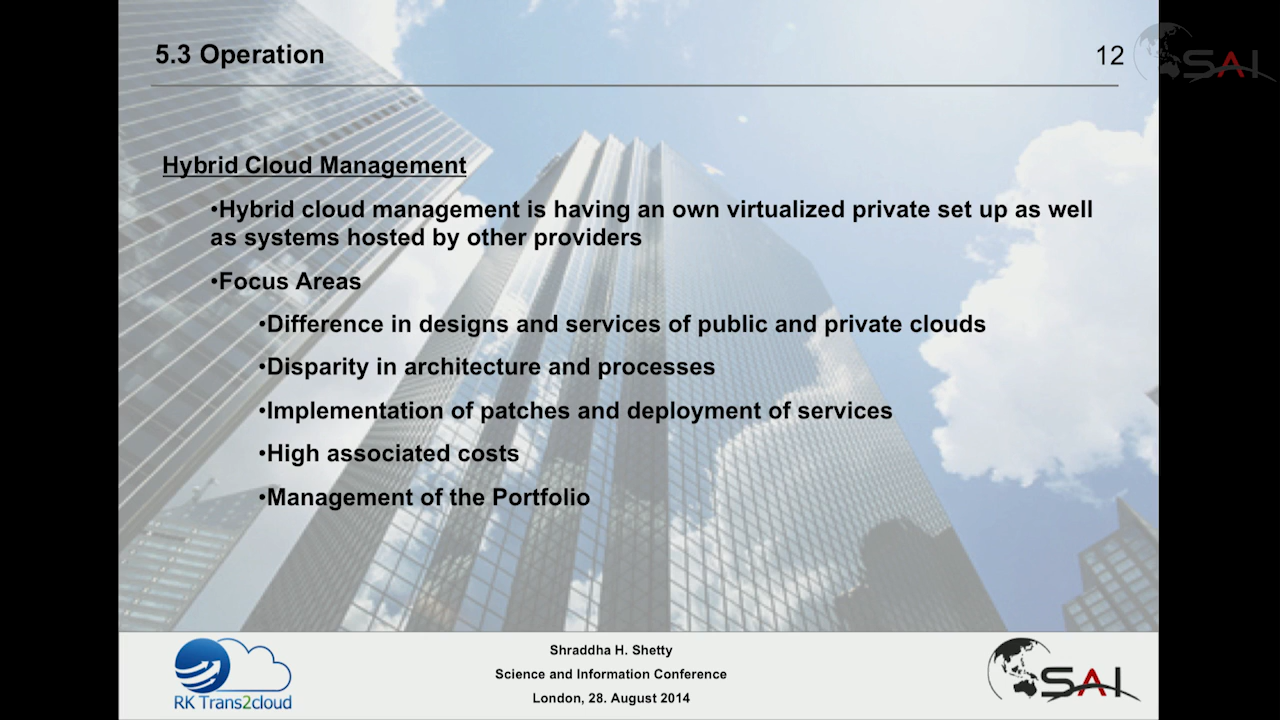 5.3 Operation
12
SAI
Hybrid Cloud Management
•Hybrid cloud management is having an own virtualized private set up as well
as systems hosted by other providers
•Focus Areas
•Difference in designs and services of public and private clouds
•Disparity in architecture and processes
•Implementation of patches and deployment of services
•High associated costs
•Management of the Portfolio
Shraddha H. Shetty
Science and Information Conference
London, 28. August 2014
RK Trans2cloud
SAI